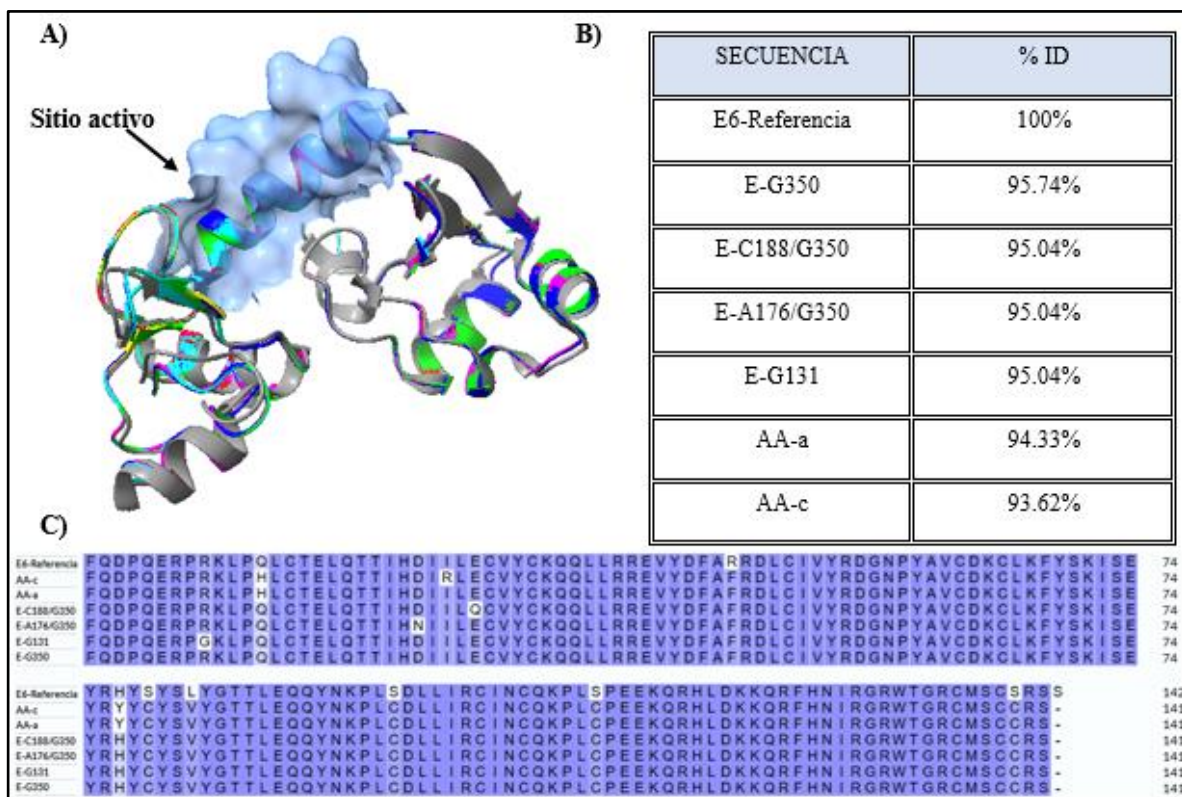 A)
B)
Sitio activo
SECUENCIA % ID
E6-Referencia 100%
E-G350 95.74%
E-C188/G350 95.04%
E-A176/G350 95.04%
E-G131 95.04%
AA-a 94.33%
AA-c 93.62%
C)
E6-Referencia FQDPQERPRKLPQLCTELQTTIHDIILECVYCKQQLLRREVYDFARRDLCIVYRDGNPYAVCDKCLKFYSKISE 74
AA-c FQDPQERPRKLPHLCTELQTTIHDIRLECVYCKQQLLRREVYDFAFRDLCIVYRDGNPYAVCDKCLKFYSKISE 74
AA-a FQDPQERPRKLPHLCTELQTTIHDIILECVYCKQQLLRREVYDFAFRDLCIVYRDGNPYAVCDKCLKFYSKISE 74
E-C188/G350 FQDPQERPRKLPQLCTELQTTIHDIILQCVYCKQQLLRREVYDFAFRDLCIVYRDGNPYAVCDKCLKFYSKISE 74
E-A176/G350 FQDPQERPRKLPQLCTELQTTIHNIILECVYCKQQLLRREVYDFAFRDLCIVYRDGNPYAVCDKCLKFYSKISE 74
E-G131 FQDPQERPGKLPQLCTELQTTIHDIILECVYCKQQLLRREVYDFAFRDLCIVYRDGNPYAVCDKCLKFYSKISE 74
E-G350 FQDPQERPRKLPQLCTELQTTIHDIILECVYCKQQLLRREVYDFAFRDLCIVYRDGNPYAVCDKCLKFYSKISE 74
E6-Referencia YRHYSYSLYGTTLEQQYNKPLSDLLIRCINCQKPLSPEEKQRHLDKKQRFHNIRGRWTGRCMSCSRSS 142
AA-c YRYYCYSVYGTTLEQQYNKPLCDLLIRCINCQKPLCPEEKQRHLDKKQRFHNIRGRWTGRCMSCCRS- 141
AA-a YRYYCYSVYGTTLEQQYNKPLCDLLIRCINCQKPLCPEEKQRHLDKKQRFHNIRGRWTGRCMSCCRS- 141
E-C188/G350 YRHYCYSVYGTTLEQQYNKPLCDLLIRCINCQKPLCPEEKQRHLDKKQRFHNIRGRWTGRCMSCCRS- 141
E-A176/G350 YRHYCYSVYGTTLEQQYNKPLCDLLIRCINCQKPLCPEEKQRHLDKKQRFHNIRGRWTGRCMSCCRS- 141
E-G131 YRHYCYSVYGTTLEQQYNKPLCDLLIRCINCQKPLCPEEKQRHLDKKQRFHNIRGRWTGRCMSCCRS- 141
E-G350 YRHYCYSVYGTTLEQQYNKPLCDLLIRCINCQKPLCPEEKQRHLDKKQRFHNIRGRWTGRCMSCCRS- 141